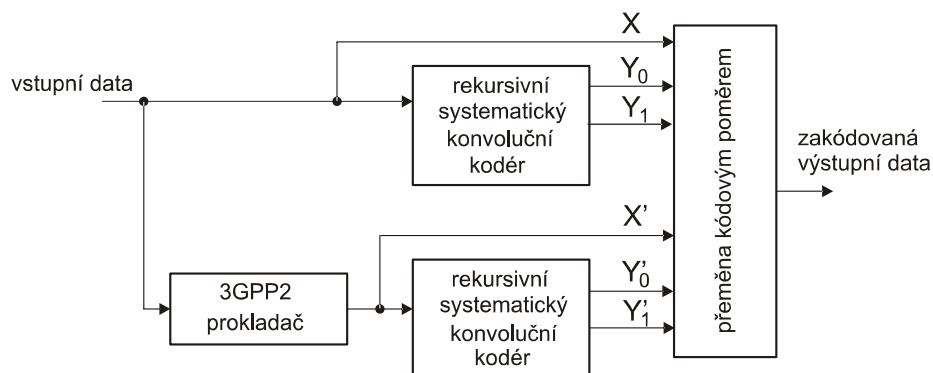 vstupní data
X
rekursivní
systematický
konvoluční
kodér
Y0
Y1
přeměna kódovým poměrem
zakódovaná
výstupní data
3GPP2
prokladač
X'
rekursivní
systematický
konvoluční
kodér
Y'0
Y'1